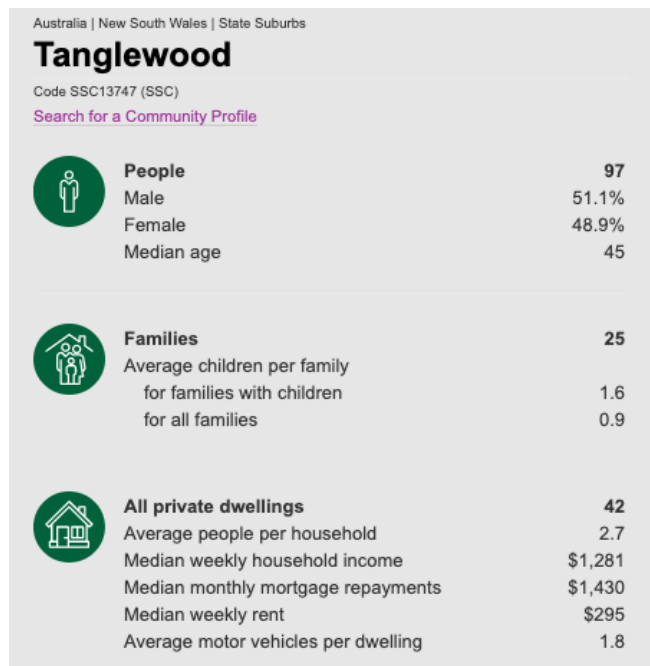 Australia | New South Wales | State Suburbs
Tanglewood
Code SSC13747 (SSC)
Search for a Community Profile
People 97
Male 51.1%
Female 48.9%
Median age 45
Families 25
Average children per family
for families with children 1.6
for all families 0.9
All private dwellings 42
Average people per household 2.7
Median weekly household income $1,281
Median monthly mortgage repayments $1,430
Median weekly rent $295
Average motor vehicles per dwelling 1.8